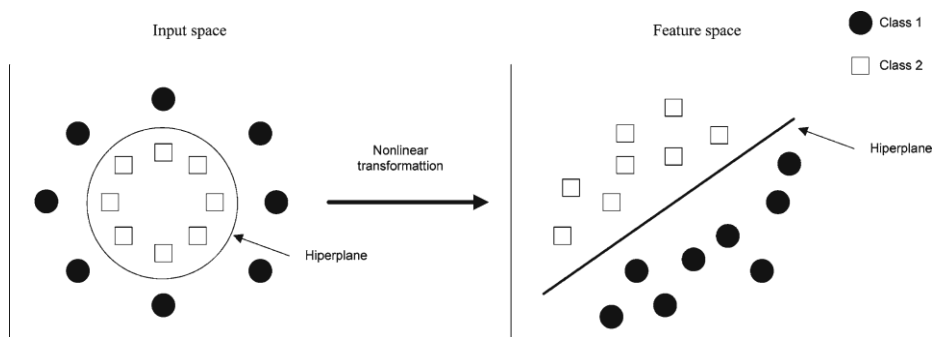 Input space
Feature space
Class 1
Class 2
Nonlinear
transformattion
Hiperplane
Hiperplane